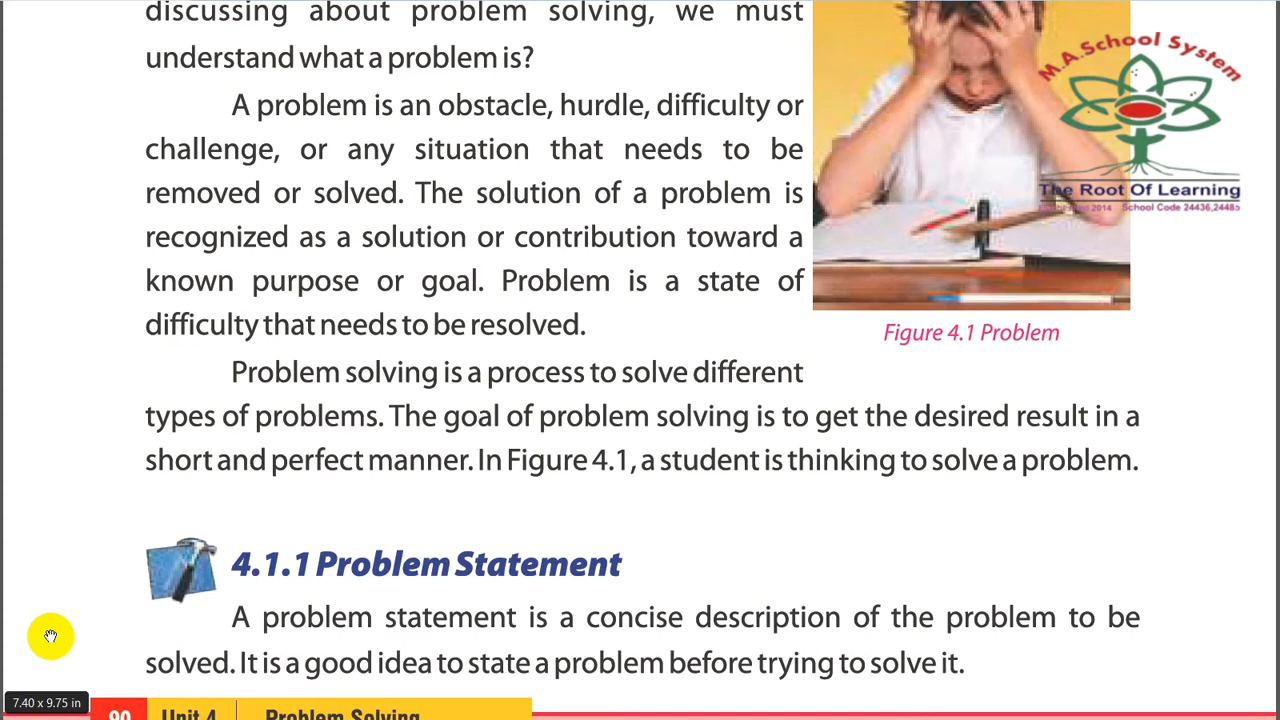 discussing about problem solving, we must
understand what a problem is?
A problem is an obstacle, hurdle, difficulty or
challenge, or any situation that needs to be
removed or solved. The solution of a problem is
recognized as a solution or contribution toward a
known purpose or goal. Problem is a state of
difficulty that needs to be resolved.
M.A.School System
The Root Of Learning
2014 School Code 24436,24485
Figure 4.1 Problem
Problem solving is a process to solve different
types of problems. The goal of problem solving is to get the desired result in a
short and perfect manner. In Figure 4.1, a student is thinking to solve a problem.
4.1.1 Problem Statement
A problem statement is a concise description of the problem to be
solved. It is a good idea to state a problem before trying to solve it.
7.40 x 9.75 in
90 Unit 4 Problem Solving